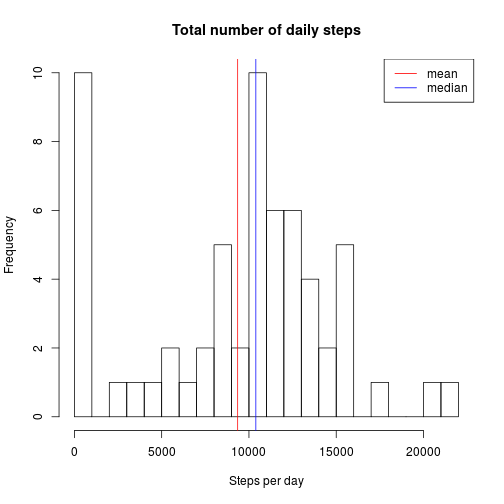 Total number of daily steps
mean
median
10
8
6
4
2
0
Frequency
0 5000 10000 15000 20000
Steps per day